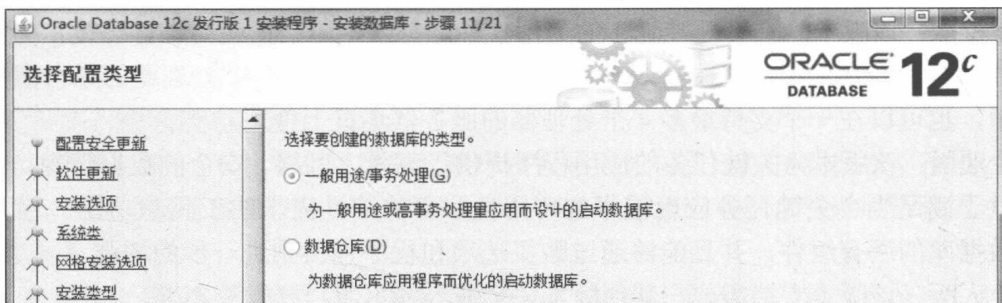 Oracle Database 12c 发行版 1 安装程序 - 安装数据库 - 步骤 11/21
选择配置类型
ORACLE
DATABASE
12c
配置安全更新
软件更新
安装选项
系统类
网格安装选项
安装类型
选择要创建的数据库的类型。
一般用途/事务处理(G)
为一般用途或高事务处理量应用而设计的启动数据库。
数据仓库(D)
为数据仓库应用程序而优化的启动数据库。